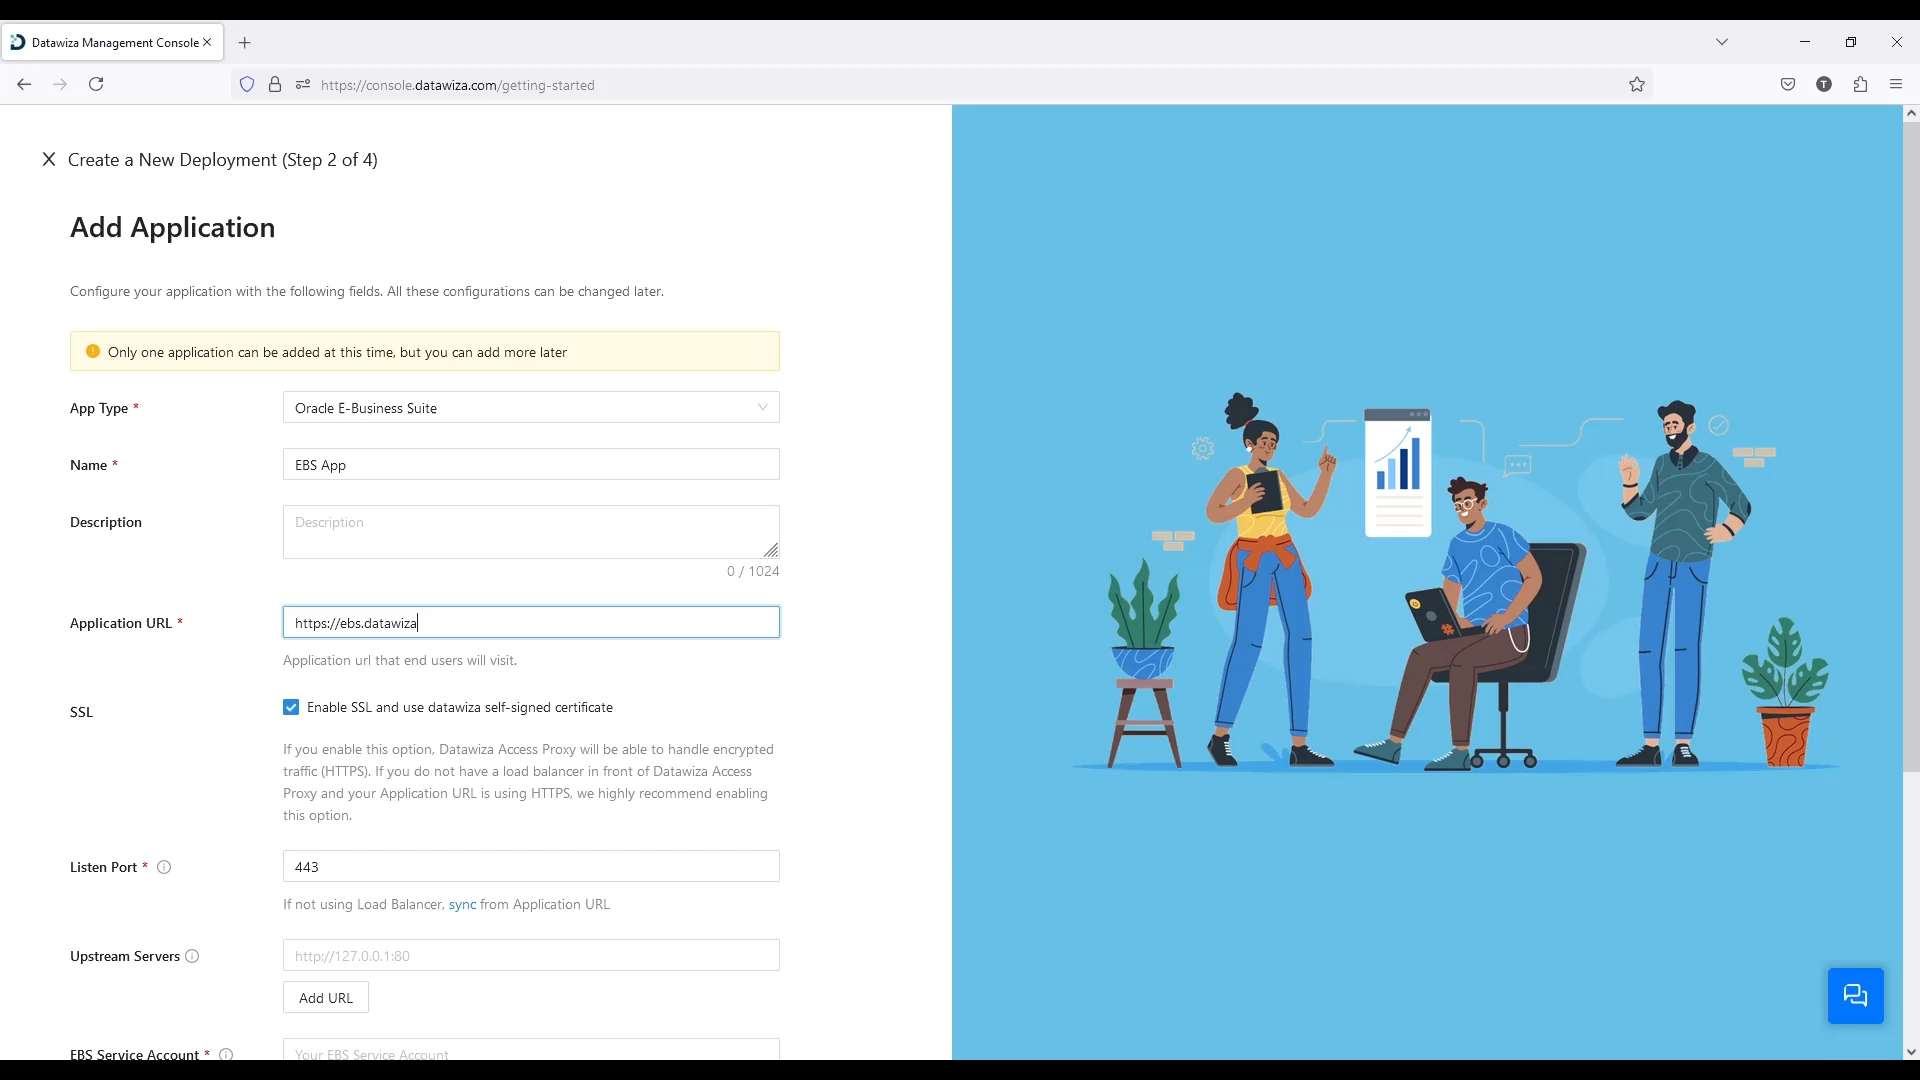 Datawiza Management Console
https://console.datawiza.com/getting-started
T
Create a New Deployment (Step 2 of 4)
Add Application
Configure your application with the following fields. All these configurations can be changed later.
Only one application can be added at this time, but you can add more later
App Type *
Oracle E-Business Suite
Name *
EBS App
Description
Description
0 / 1024
Application URL *
https://ebs.datawiza
Application url that end users will visit.
SSL
Enable SSL and use datawiza self-signed certificate
If you enable this option, Datawiza Access Proxy will be able to handle encrypted
traffic (HTTPS). If you do not have a load balancer in front of Datawiza Access
Proxy and your Application URL is using HTTPS, we highly recommend enabling
this option.
Listen Port *
443
If not using Load Balancer, sync from Application URL
Upstream Servers
http://127.0.0.1:80
Add URL
EBS Service Account *
Your EBS Service Account